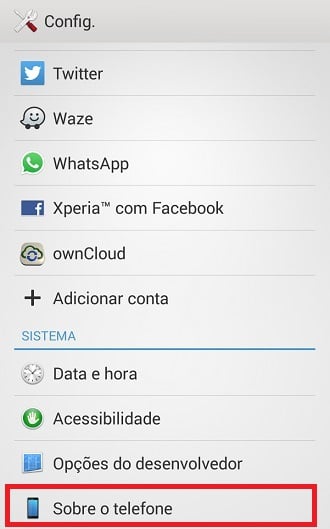 Config.
Twitter
Waze
WhatsApp
Xperia™ com Facebook
ownCloud
Adicionar conta
SISTEMA
Data e hora
Acessibilidade
Opções do desenvolvedor
Sobre o telefone